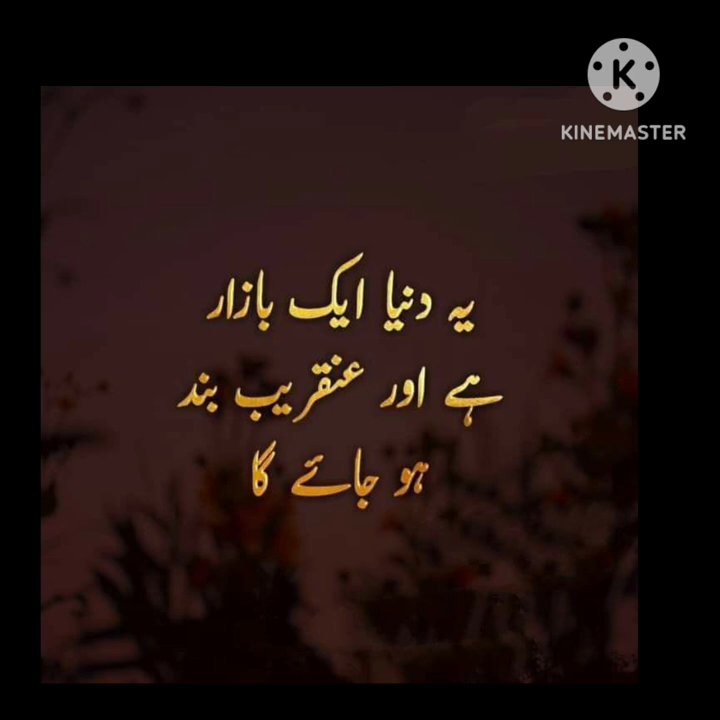 K
KINEMASTER
یہ دنیا ایک بازار
ہے اور عنقریب بند
ہو جائے گا